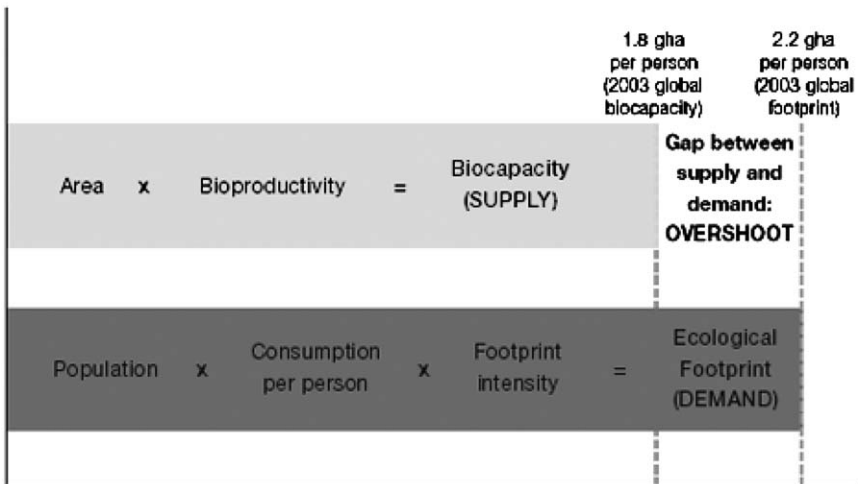 1.8 gha
per person
(2003 global
biocapacity)
2.2 gha
per person
(2003 global
footprint)
Gap between
supply and
demand:
OVERSHOOT
Area x Bioproductivity = Biocapacity
(SUPPLY)
Population x Consumption
per person x Footprint
intensity = Ecological
Footprint
(DEMAND)